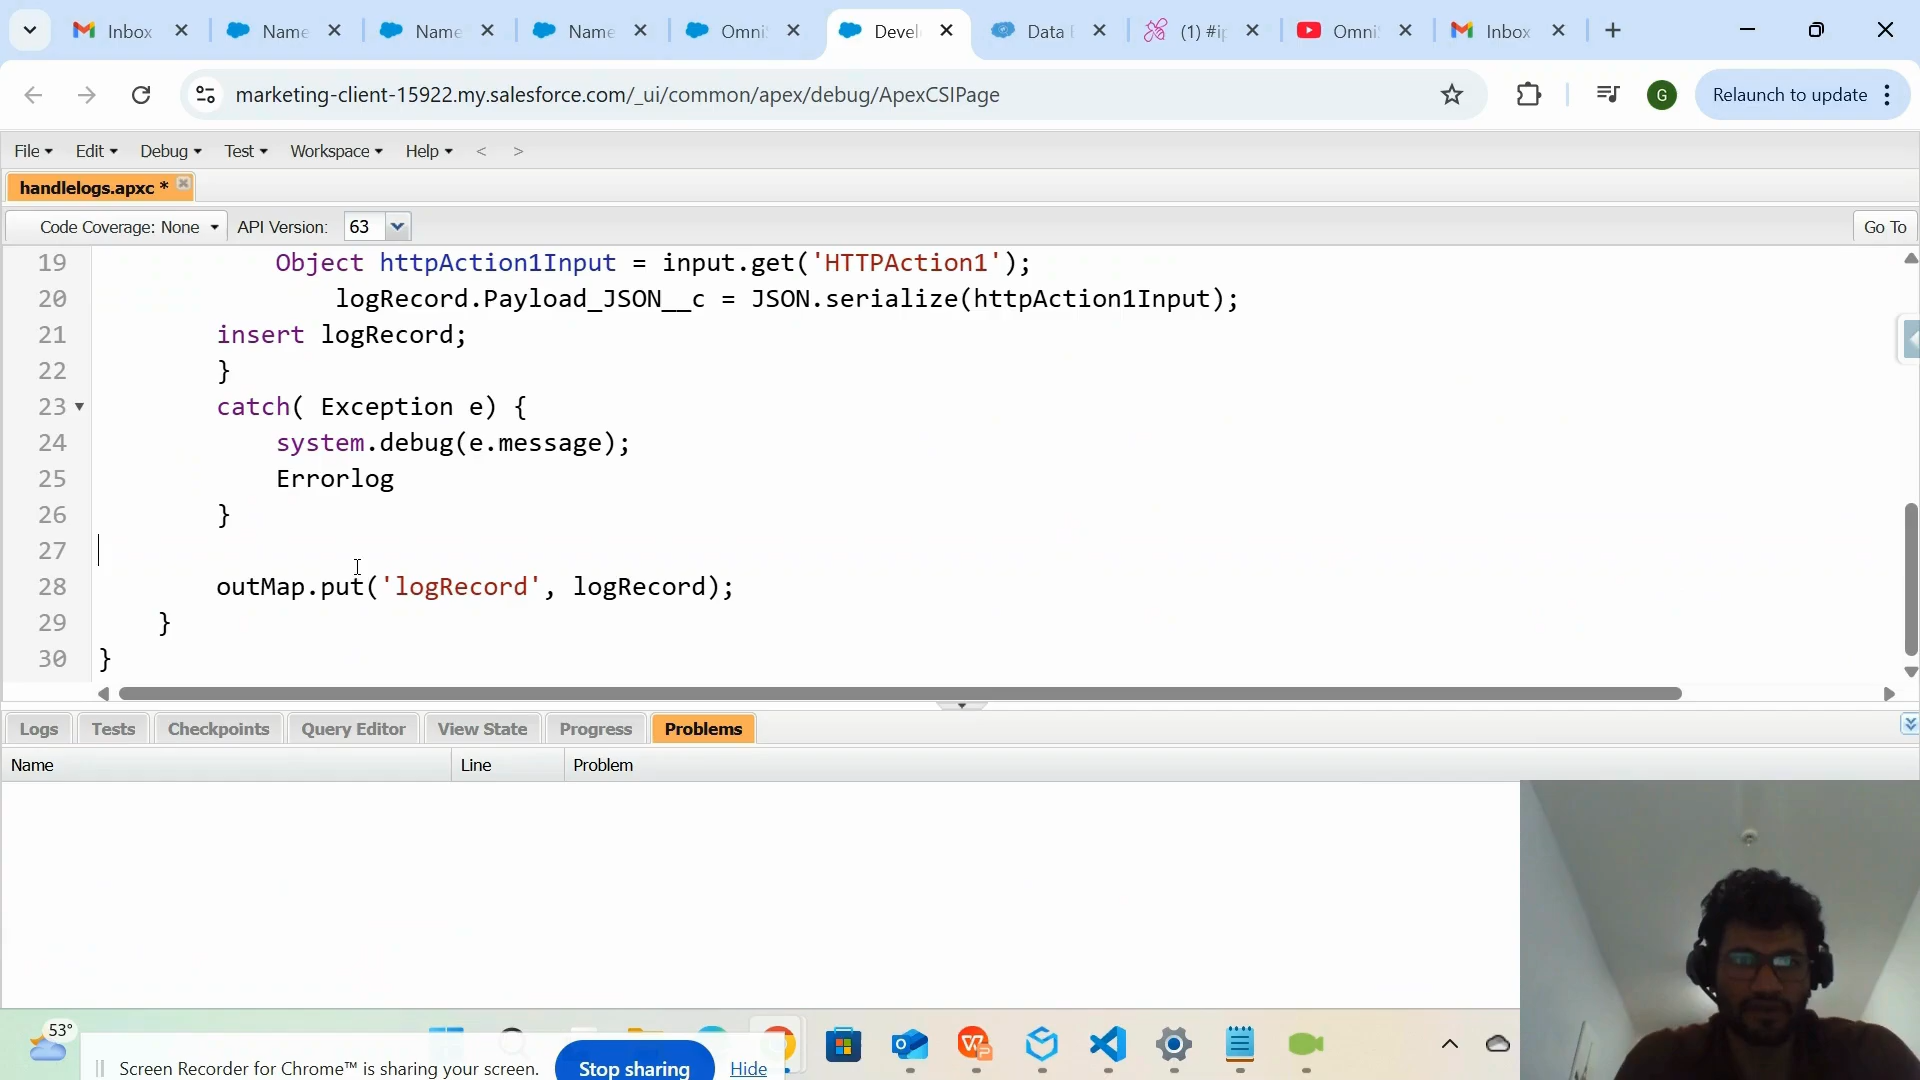 Inbox
Name
Name
Name
Omni
Devel
Data
(1) #ip
Omni
Inbox
marketing-client-15922.my.salesforce.com/_ui/common/apex/debug/ApexCSIPage
G
Relaunch to update
File Edit Debug Test Workspace Help < >
handlelogs.apxc *
Code Coverage: None API Version: 63 Go To
19 Object httpAction1Input = input.get('HTTPAction1');
20 logRecord.Payload_JSON__c = JSON.serialize(httpAction1Input);
21 insert logRecord;
22 }
23 catch( Exception e) {
24 system.debug(e.message);
25 Errorlog
26 }
27
28 outMap.put('logRecord', logRecord);
29 }
30 }
Logs Tests Checkpoints Query Editor View State Progress Problems
Name Line Problem
53°
Screen Recorder for Chrome™ is sharing your screen. Stop sharing Hide